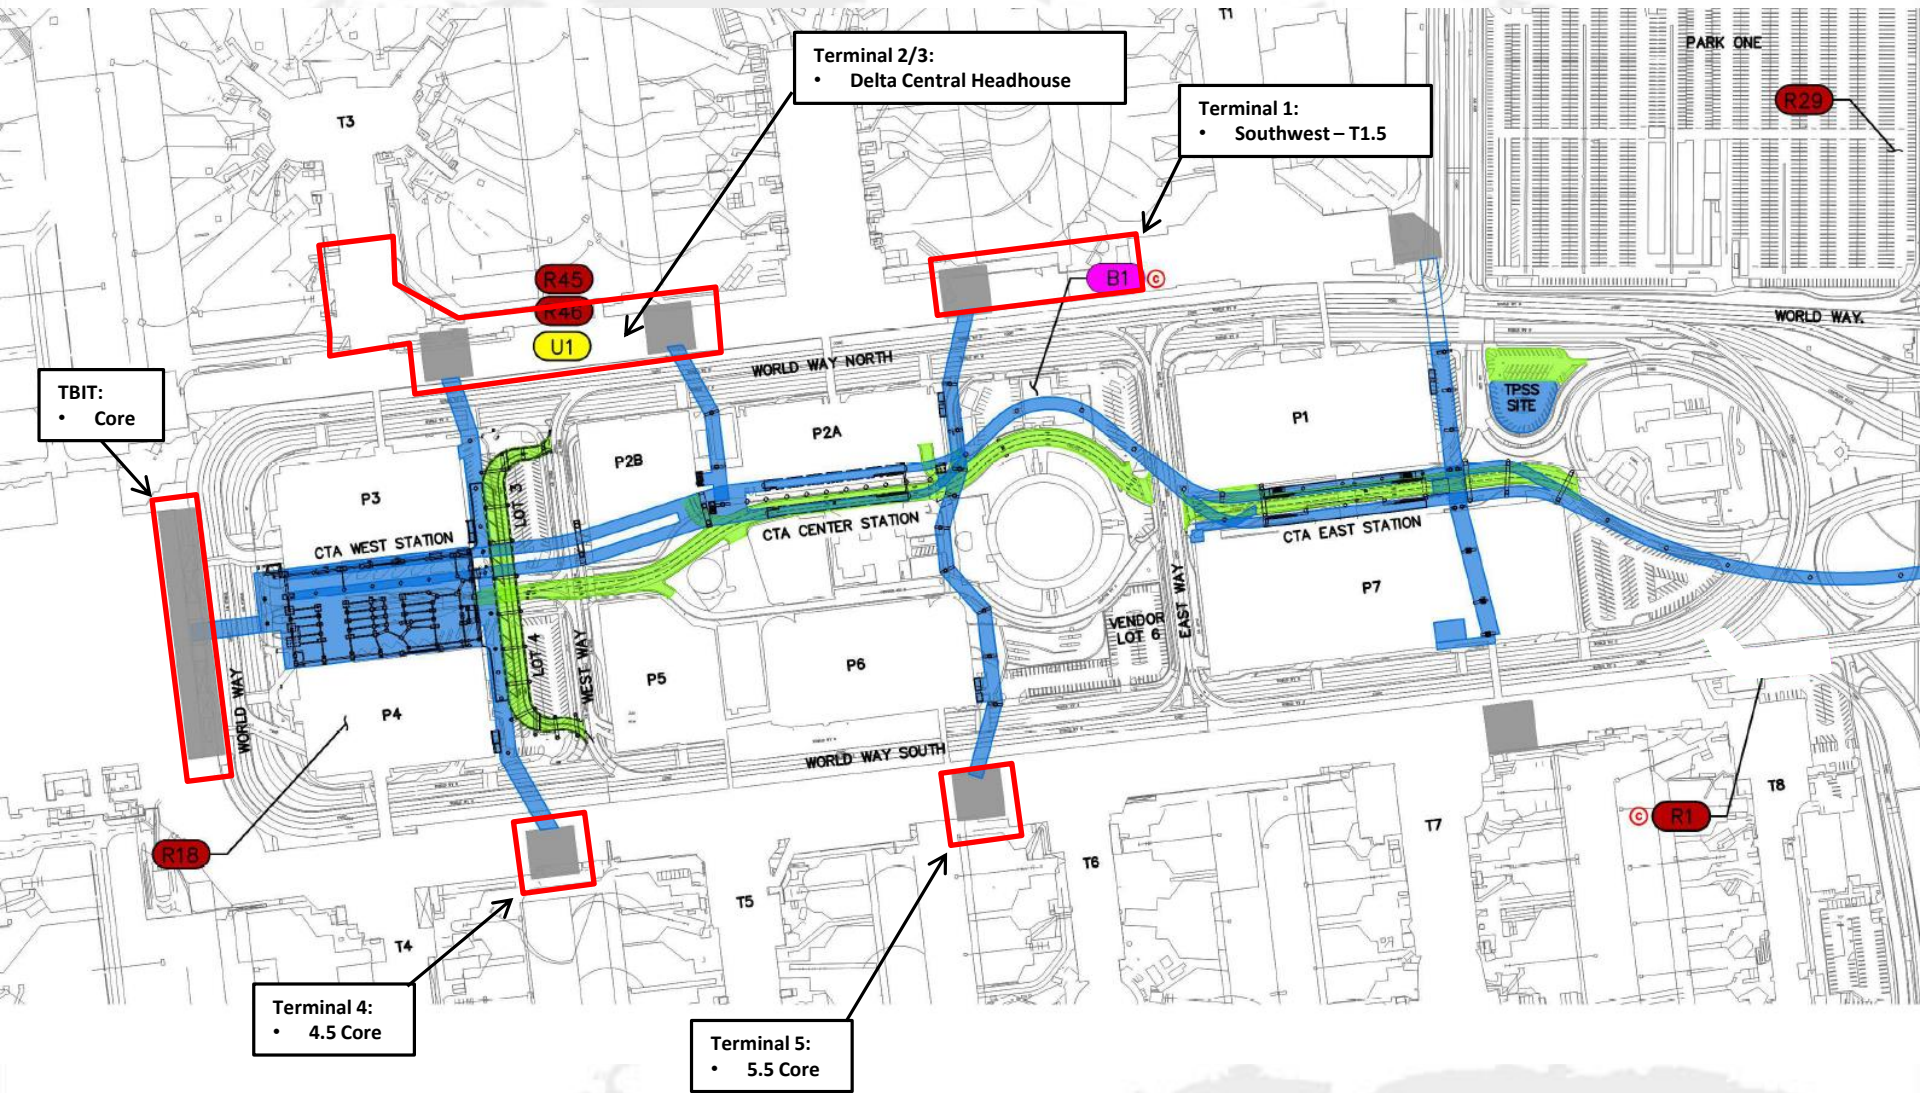 T1
PARK ONE
Terminal 2/3:
• Delta Central Headhouse
Terminal 1:
• Southwest – T1.5
R29
T3
R45
R46
U1
B1
©
WORLD WAY.
WORLD WAY NORTH
TBIT:
• Core
TPSS
SITE
P1
P2A
P2B
P3
LOT 3
CTA WEST STATION
CTA CENTER STATION
CTA EAST STATION
P7
EAST WAY
VENDOR
LOT 6
LOT 4
WEST WAY
P5
P6
WORLD WAY
P4
WORLD WAY SOUTH
T8
© R1
T7
R18
T6
T5
T4
Terminal 4:
• 4.5 Core
Terminal 5:
• 5.5 Core